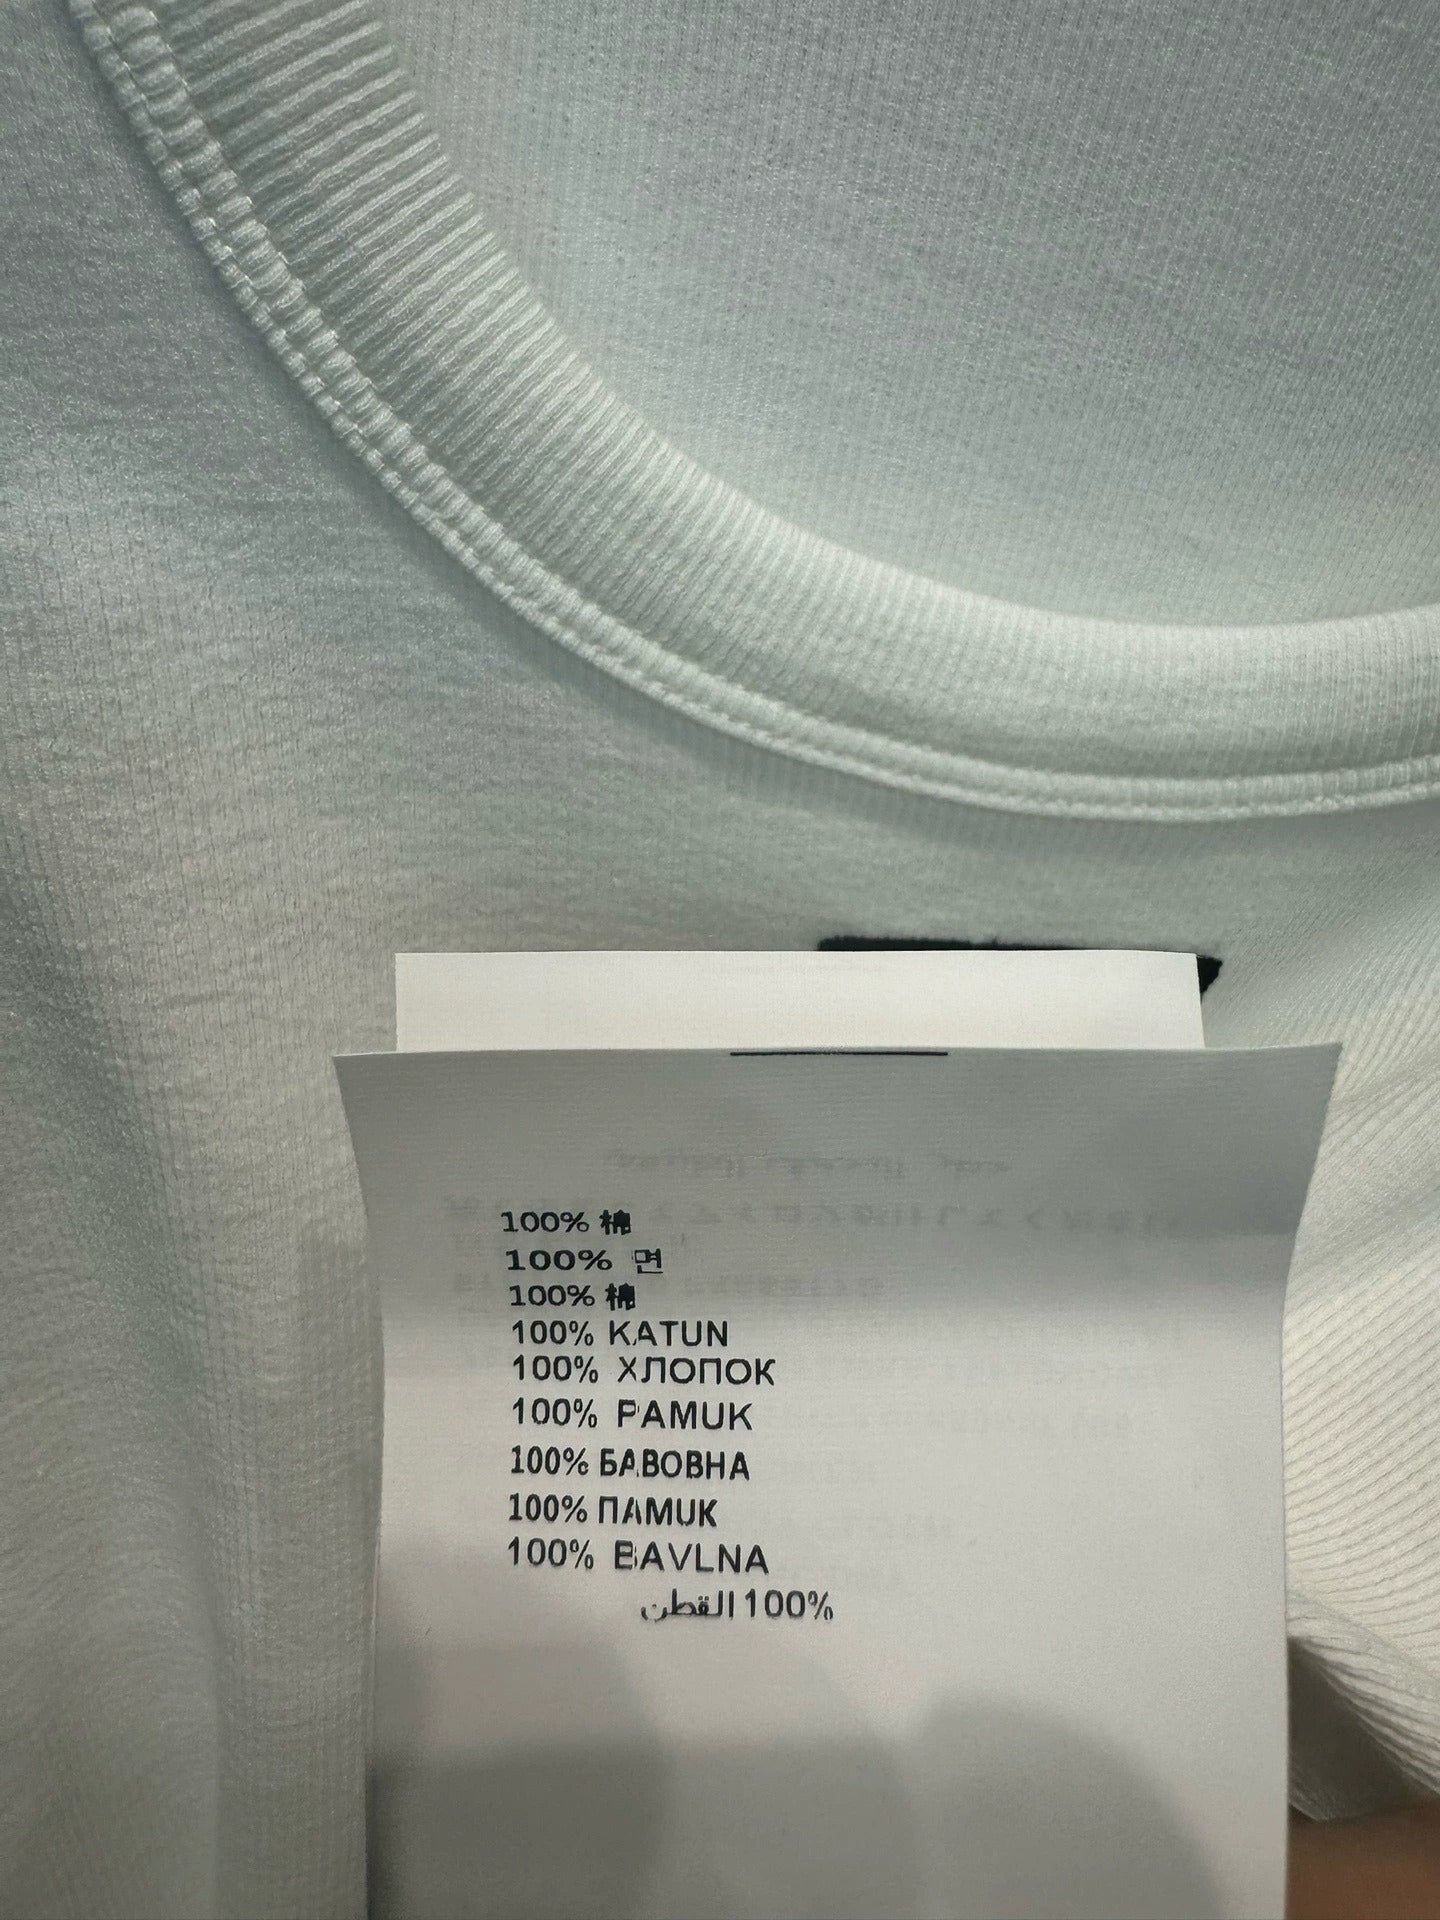 100% 棉
100% 면
100% 棉
100% KATUN
100% ХЛОПОК
100% PAMUK
100% БАВОВНА
100% ПАМUК
100% BAVLNA
100% القطن